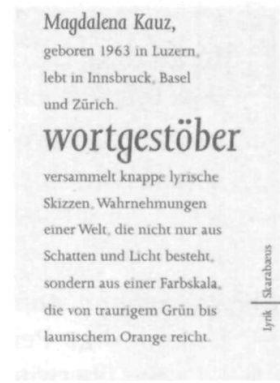 Magdalena Kauz,
geboren 1963 in Luzern,
lebt in Innsbruck, Basel
und Zürich.
wortgestöber
versammelt knappe lyrische
Skizzen, Wahrnehmungen
einer Welt, die nicht nur aus
Schatten und Licht besteht,
sondern aus einer Farbskala,
die von traurigem Grün bis
launischem Orange reicht.
lyrik | Skarabæus